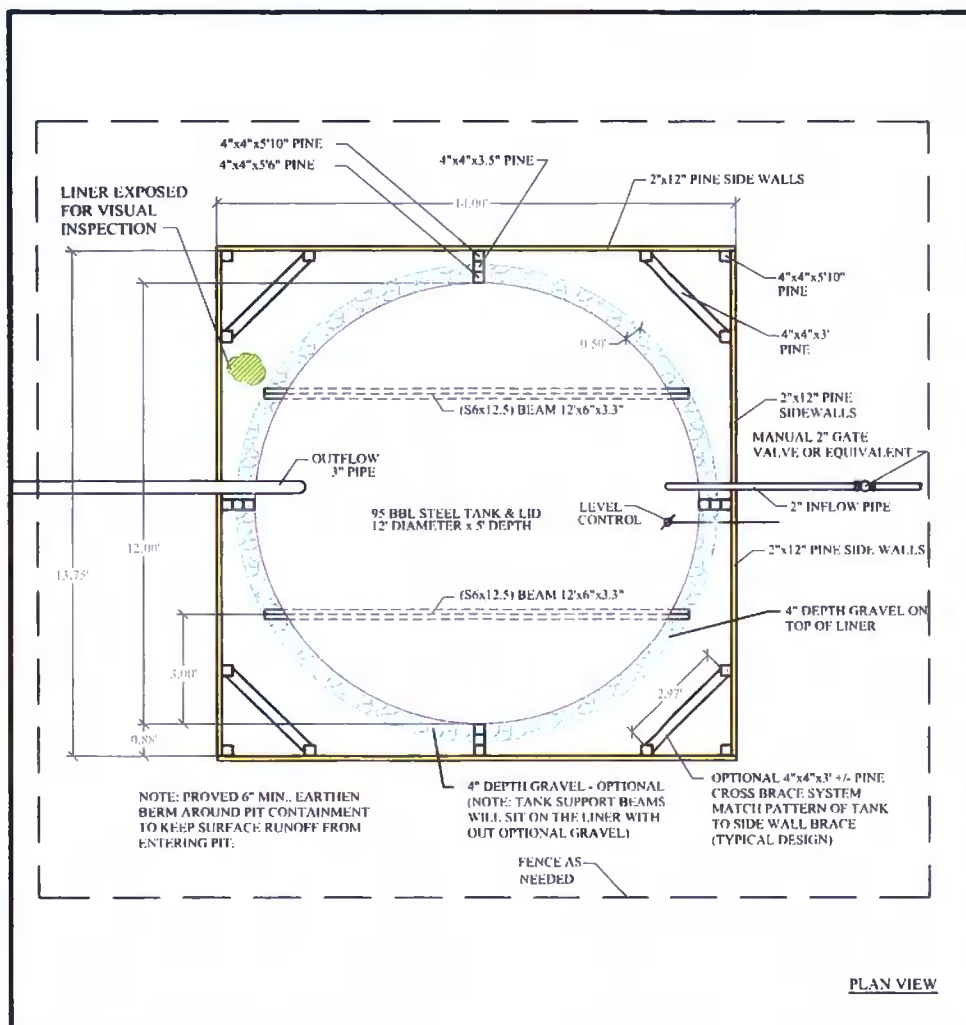 4"x4"x5'10" PINE
4"x4"x5'6" PINE
4"x4"x3.5" PINE
2"x12" PINE SIDE WALLS
LINER EXPOSED
FOR VISUAL
INSPECTION
14.00'
4"x4"x5'10"
PINE
4"x4"x3'
PINE
0.50'
(S6x12.5) BEAM 12'x6"x3.3"
2"x12" PINE
SIDEWALLS
MANUAL 2" GATE
VALVE OR EQUIVALENT
OUTFLOW
3" PIPE
95 BBL STEEL TANK & LID
12' DIAMETER x 5' DEPTH
LEVEL
CONTROL
2" INFLOW PIPE
12.00'
13.75'
2"x12" PINE SIDE WALLS
(S6x12.5) BEAM 12'x6"x3.3"
4" DEPTH GRAVEL ON
TOP OF LINER
3.00'
2.97'
0.88'
NOTE: PROVED 6" MIN., EARTHEN
BERM AROUND PIT CONTAINMENT
TO KEEP SURFACE RUNOFF FROM
ENTERING PIT.
4" DEPTH GRAVEL - OPTIONAL
(NOTE: TANK SUPPORT BEAMS
WILL SIT ON THE LINER WITH
OUT OPTIONAL GRAVEL)
OPTIONAL 4"x4"x3' +/- PINE
CROSS BRACE SYSTEM
MATCH PATTERN OF TANK
TO SIDE WALL BRACE
(TYPICAL DESIGN)
FENCE AS
NEEDED
PLAN VIEW